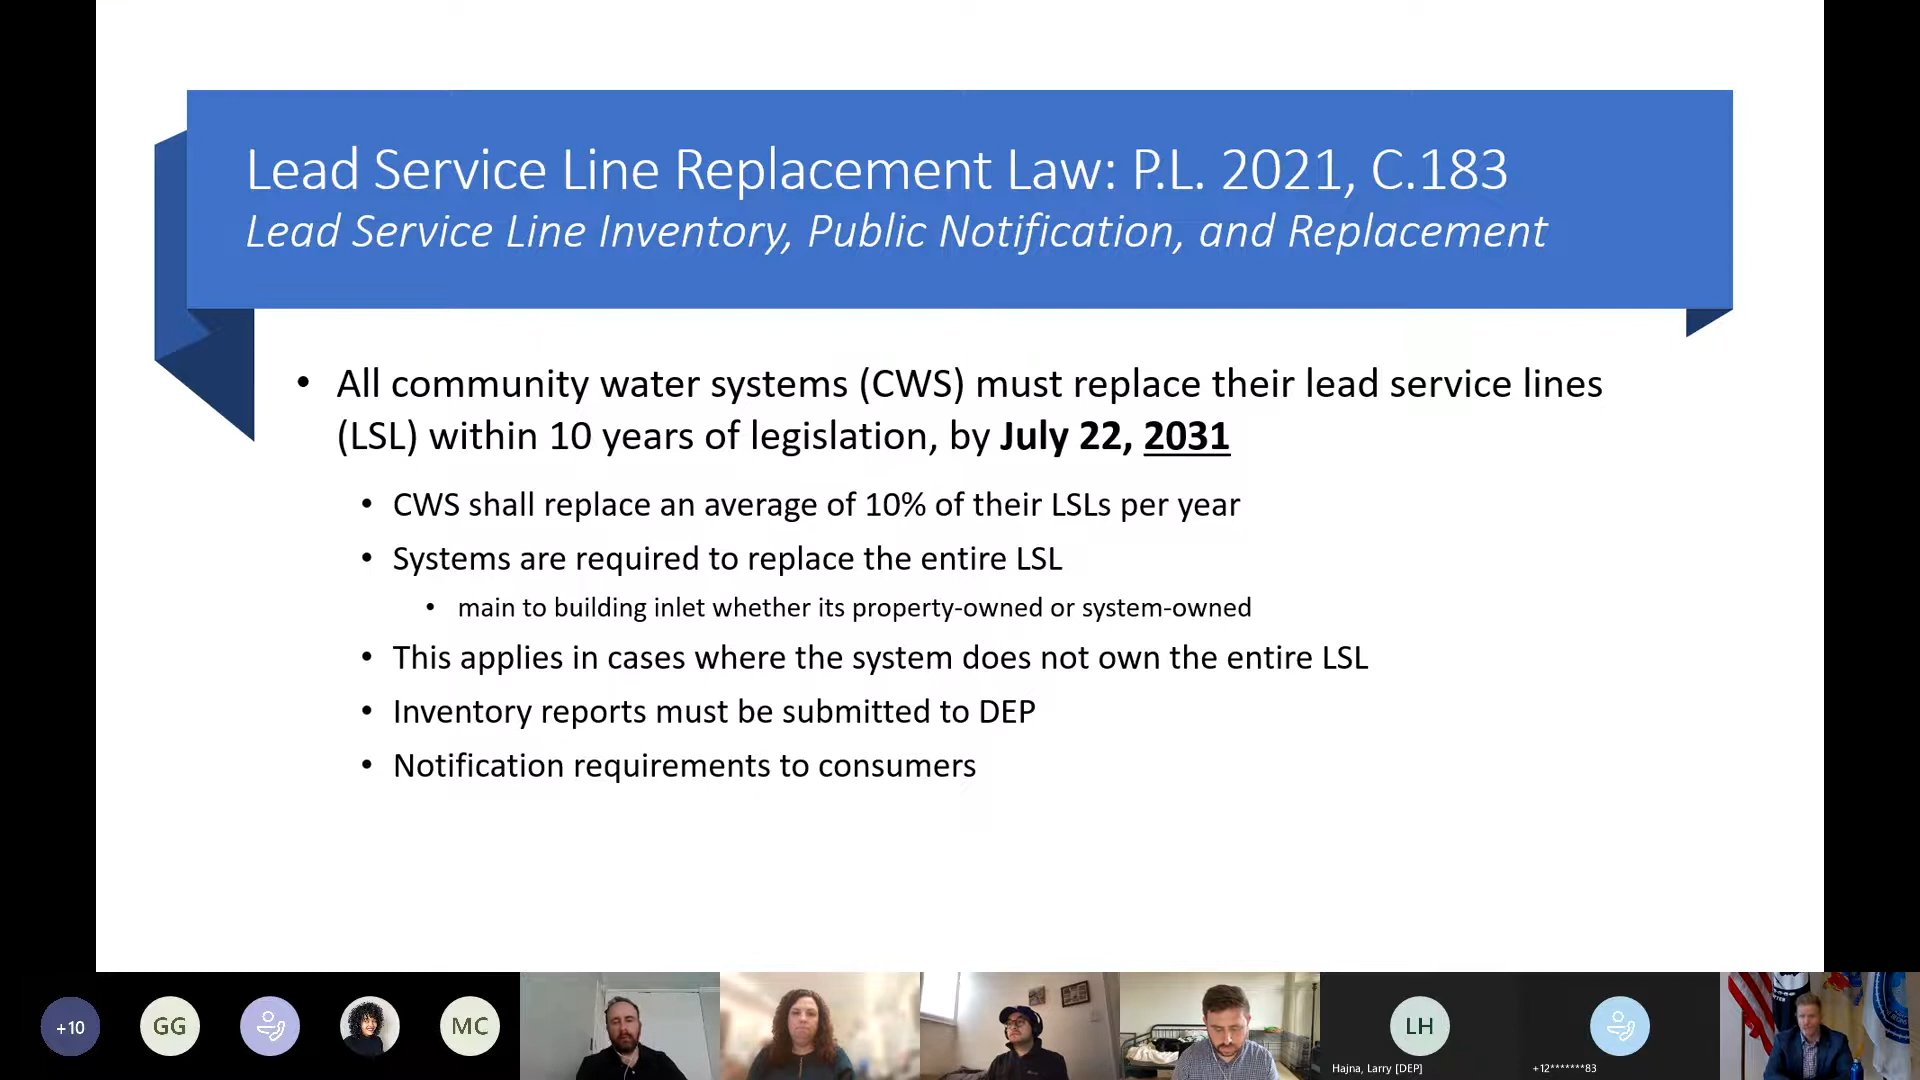 Lead Service Line Replacement Law: P.L. 2021, C.183
Lead Service Line Inventory, Public Notification, and Replacement
• All community water systems (CWS) must replace their lead service lines
(LSL) within 10 years of legislation, by July 22, 2031
• CWS shall replace an average of 10% of their LSLs per year
• Systems are required to replace the entire LSL
• main to building inlet whether its property-owned or system-owned
• This applies in cases where the system does not own the entire LSL
• Inventory reports must be submitted to DEP
• Notification requirements to consumers
+10
GG
MC
LH
Hajna, Larry [DEP]
+12*******83